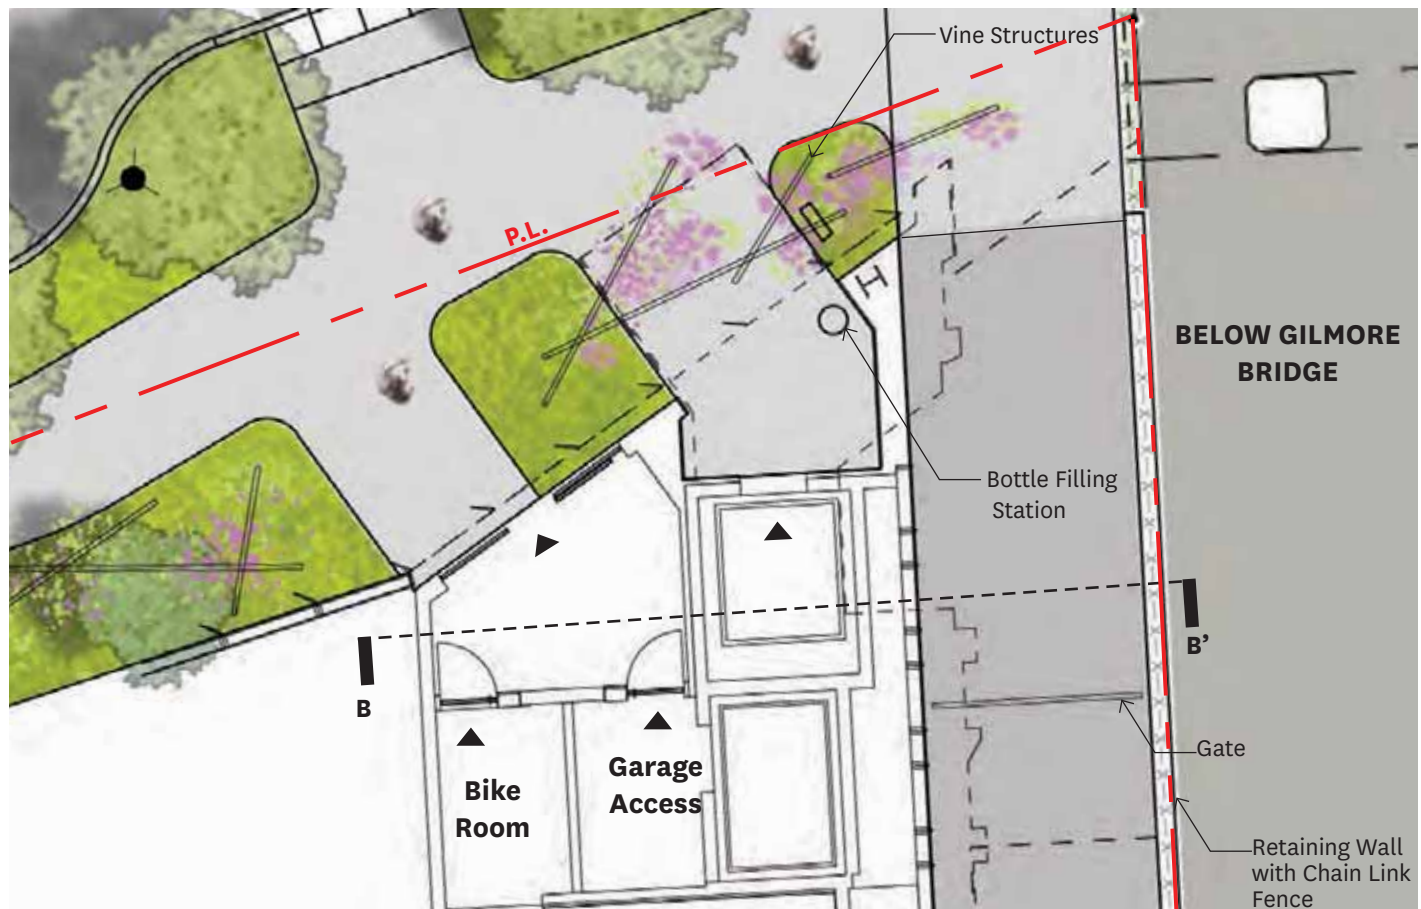 Vine Structures
P.L.
BELOW GILMORE
BRIDGE
Bottle Filling
Station
B
B’
Gate
Bike
Room
Garage
Access
Retaining Wall
with Chain Link
Fence